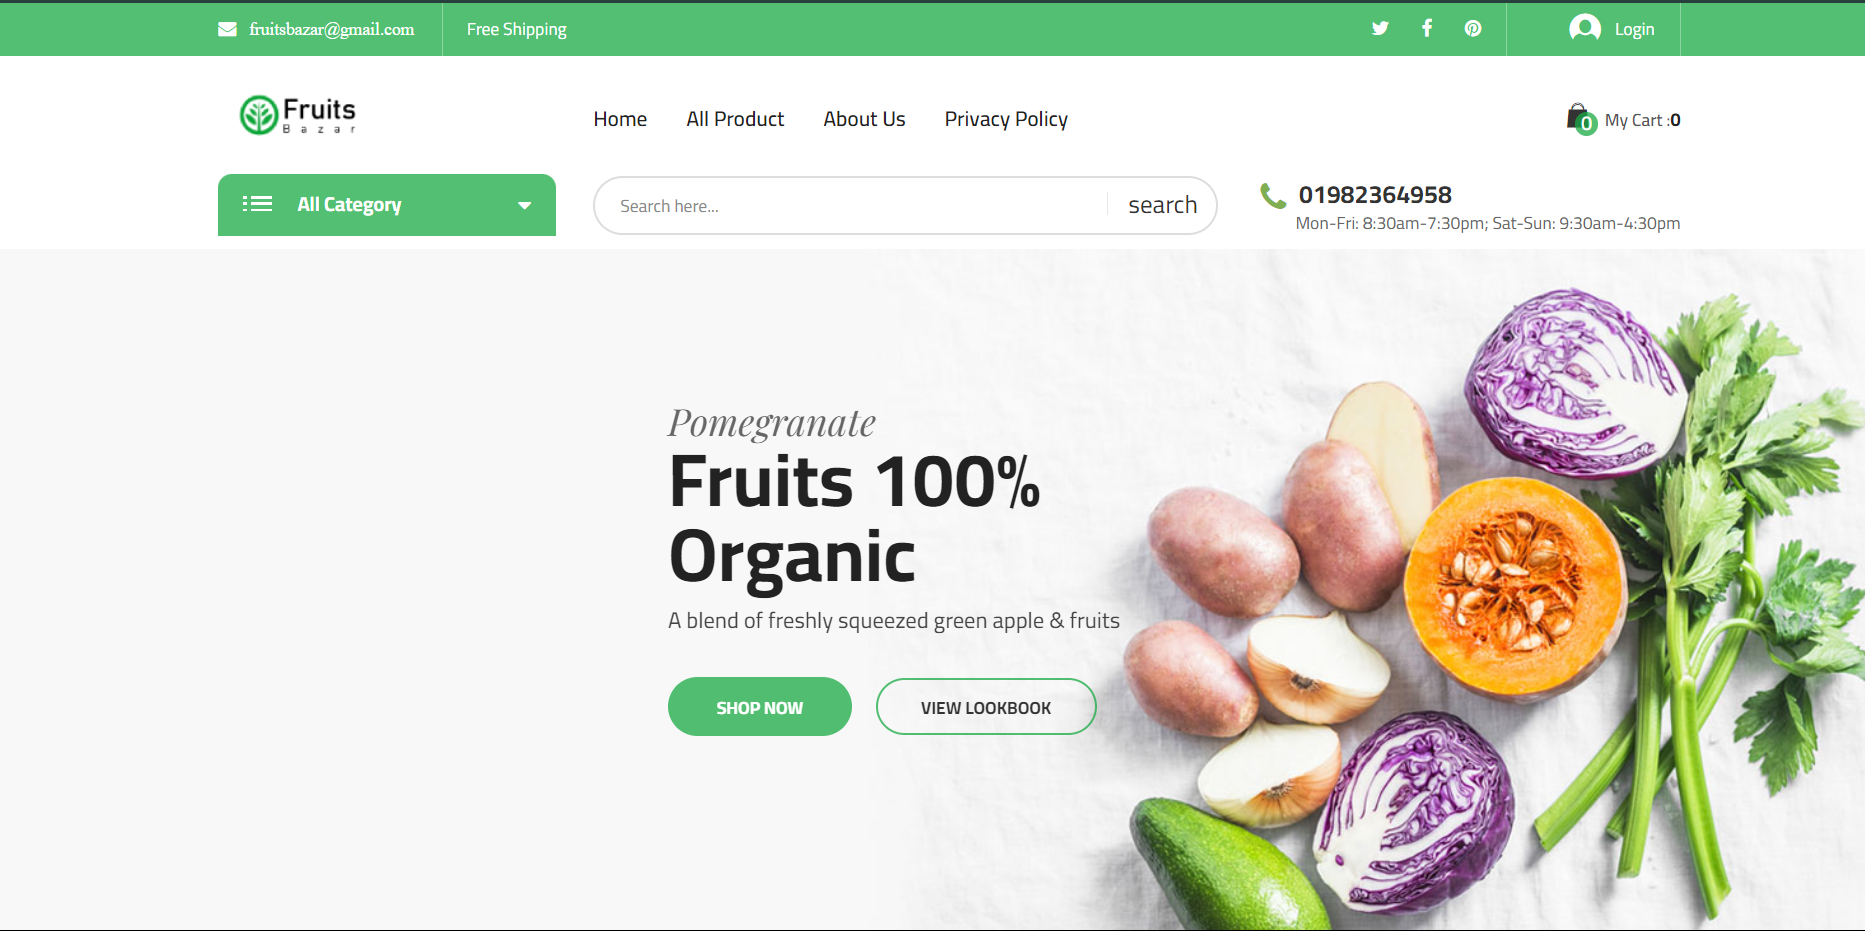 fruitsbazar@gmail.com
Free Shipping
Login
Fruits
Bazar
Home
All Product
About Us
Privacy Policy
0
My Cart :0
All Category
Search here...
search
01982364958
Mon-Fri: 8:30am-7:30pm; Sat-Sun: 9:30am-4:30pm
Pomegranate
Fruits 100%
Organic
A blend of freshly squeezed green apple & fruits
SHOP NOW
VIEW LOOKBOOK